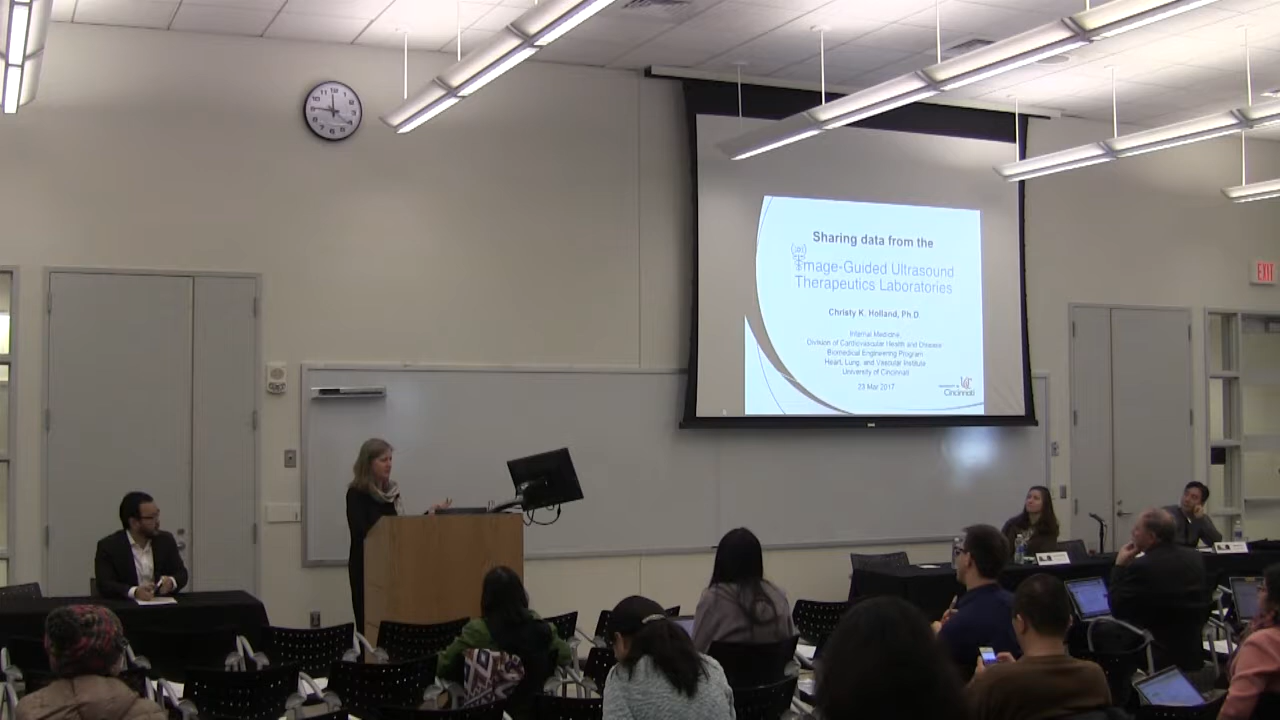 Sharing data from the
Image-Guided Ultrasound
Therapeutics Laboratories
Christy K. Holland, Ph.D.
Internal Medicine,
Division of Cardiovascular Health and Disease
Biomedical Engineering Program
Heart, Lung, and Vascular Institute
University of Cincinnati
23 Mar 2017
Cincinnati
EXIT